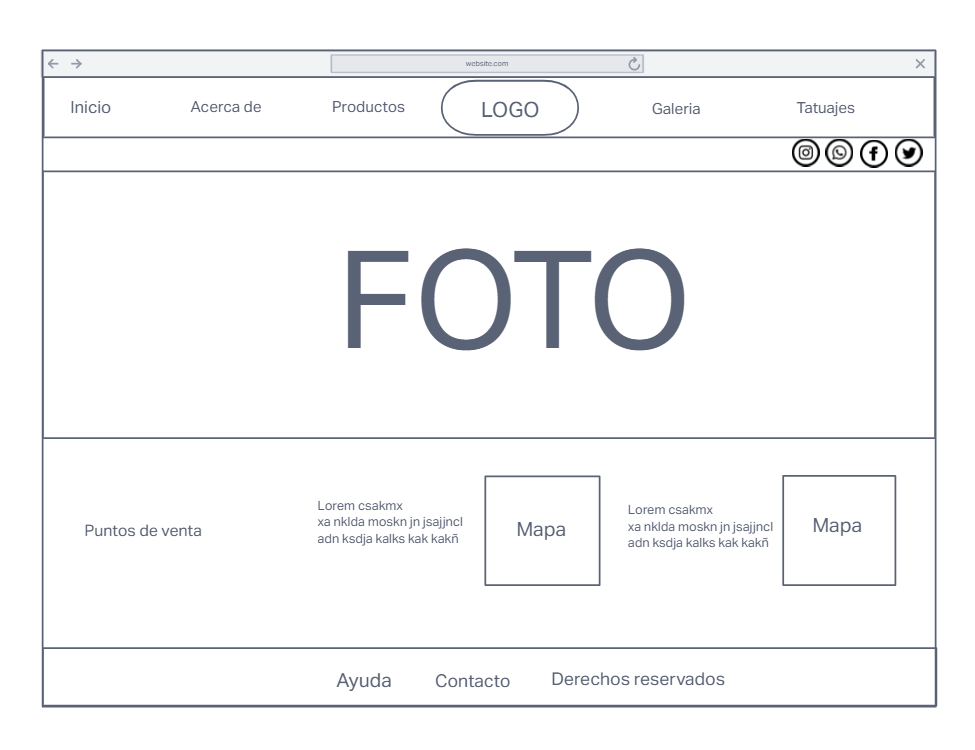 website.com
Inicio
Acerca de
Productos
LOGO
Galeria
Tatuajes
FOTO
Puntos de venta
Lorem csakmx
xa nklda moskn jn jsajjncl
adn ksdja kalks kak kakñ
Mapa
Lorem csakmx
xa nklda moskn jn jsajjncl
adn ksdja kalks kak kakñ
Mapa
Ayuda
Contacto
Derechos reservados